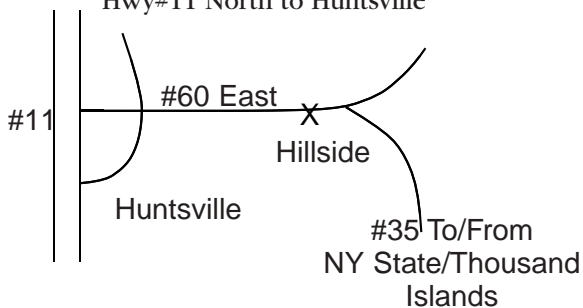 Hwy#11 North to Huntsville
#60 East
#11
X
Hillside
Huntsville
#35 To/From
NY State/Thousand
Islands